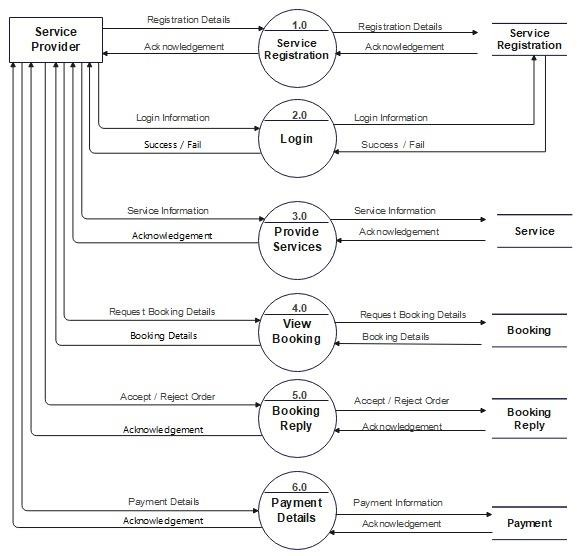 Service
Provider
Registration Details
Acknowledgement
1.0
Service
Registration
Registration Details
Acknowledgement
Service
Registration
Login Information
Success / Fail
2.0
Login
Login Information
Success / Fail
Service Information
Acknowledgement
3.0
Provide
Services
Service Information
Acknowledgement
Service
Request Booking Details
Booking Details
4.0
View
Booking
Request Booking Details
Booking Details
Booking
Accept / Reject Order
Acknowledgement
5.0
Booking
Reply
Accept / Reject Order
Acknowledgement
Booking
Reply
Payment Details
Acknowledgement
6.0
Payment
Details
Payment Information
Acknowledgement
Payment